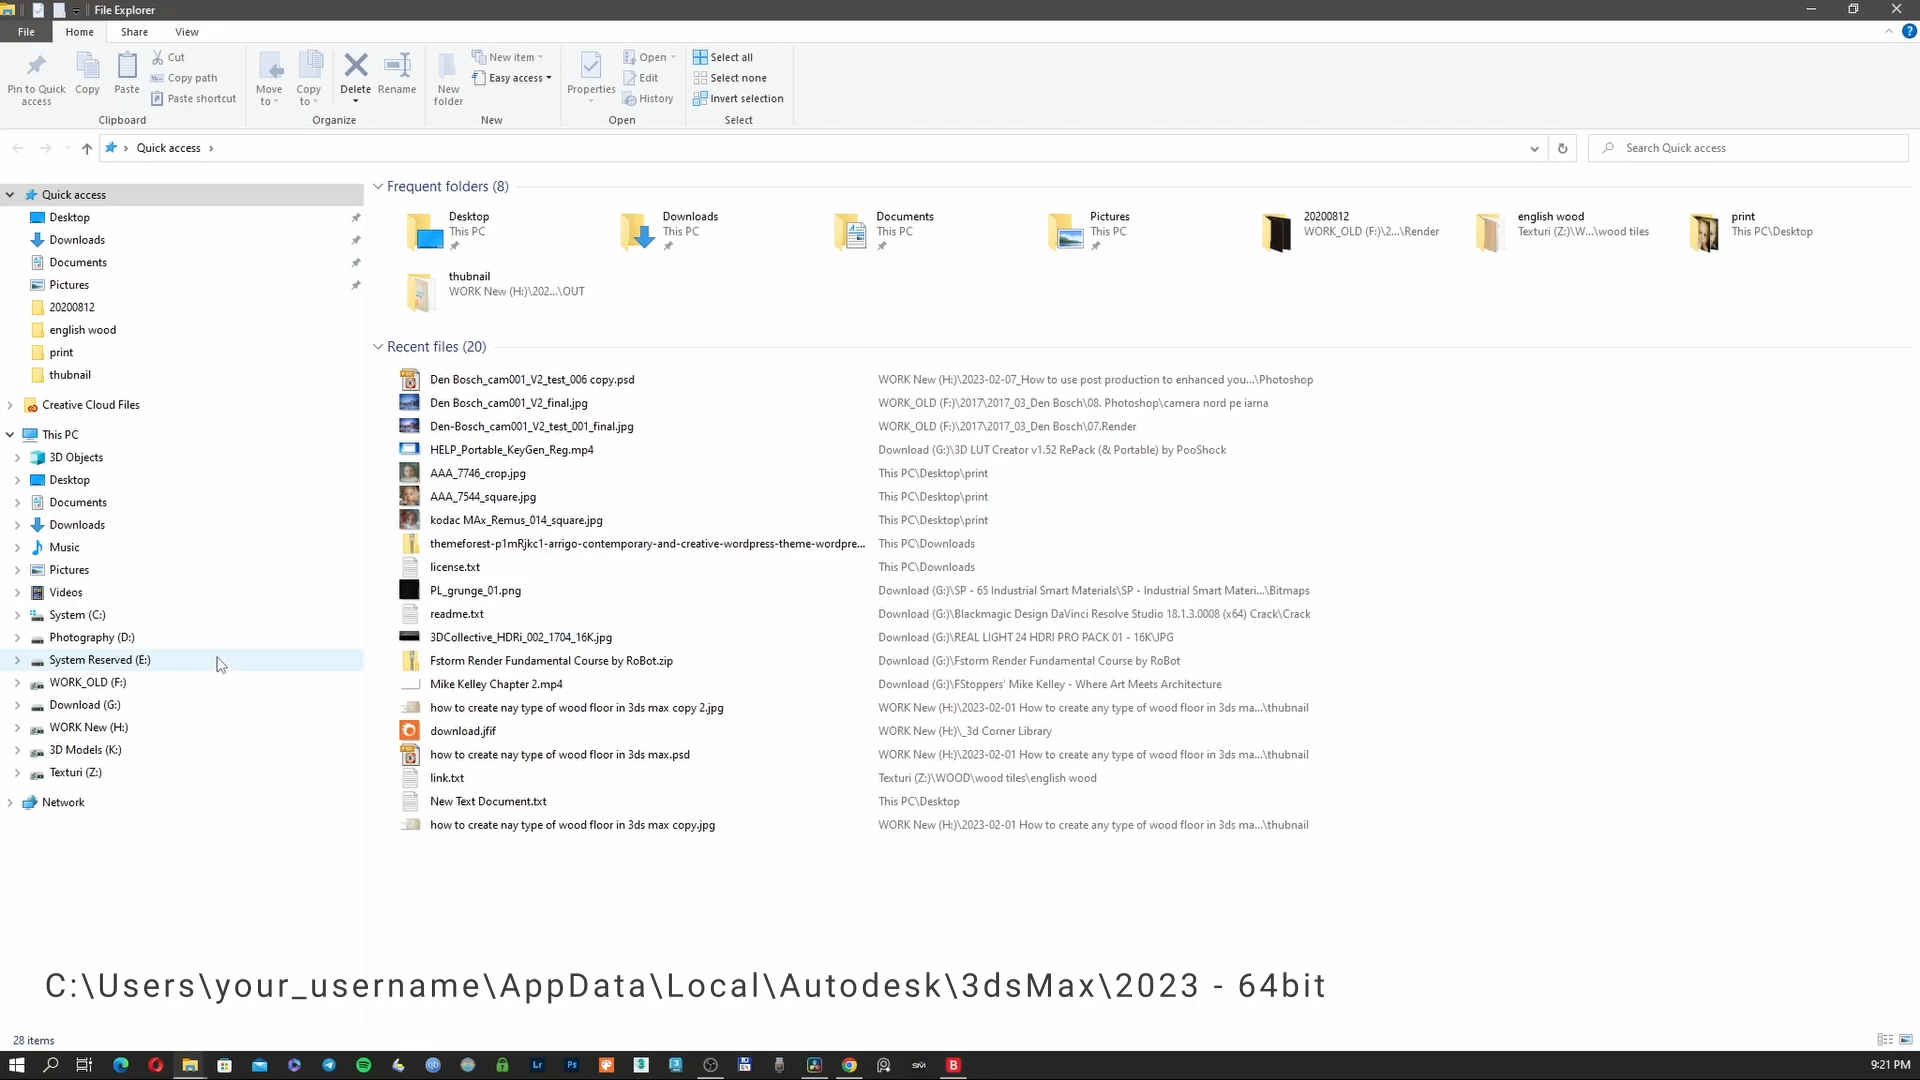 File Explorer
File Home Share View
Pin to Quick access
Copy
Paste
Cut
Copy path
Paste shortcut
Clipboard
Move to
Copy to
Delete
Rename
Organize
New folder
New item
Easy access
New
Properties
Open
Edit
History
Open
Select all
Select none
Invert selection
Select
Quick access
Search Quick access
Quick access
Desktop
Downloads
Documents
Pictures
20200812
english wood
print
thubnail
Creative Cloud Files
This PC
3D Objects
Desktop
Documents
Downloads
Music
Pictures
Videos
System (C:)
Photography (D:)
System Reserved (E:)
WORK_OLD (F:)
Download (G:)
WORK New (H:)
3D Models (K:)
Texturi (Z:)
Network
Frequent folders (8)
Desktop
This PC
Downloads
This PC
Documents
This PC
Pictures
This PC
20200812
WORK_OLD (F:)\2...\Render
english wood
Texturi (Z:)\W...\wood tiles
print
This PC\Desktop
thubnail
WORK New (H:)\202...\OUT
Recent files (20)
Den Bosch_cam001_V2_test_006 copy.psd WORK New (H:)\2023-02-07_How to use post production to enhanced you...\Photoshop
Den Bosch_cam001_V2_final.jpg WORK_OLD (F:)\2017\2017_03_Den Bosch\08. Photoshop\camera nord pe iarna
Den-Bosch_cam001_V2_test_001_final.jpg WORK_OLD (F:)\2017\2017_03_Den Bosch\07.Render
HELP_Portable_KeyGen_Reg.mp4 Download (G:)\3D LUT Creator v1.52 RePack (& Portable) by PooShock
AAA_7746_crop.jpg This PC\Desktop\print
AAA_7544_square.jpg This PC\Desktop\print
kodac MAx_Remus_014_square.jpg This PC\Desktop\print
themeforest-p1mRjkc1-arrigo-contemporary-and-creative-wordpress-theme-wordpre... This PC\Downloads
license.txt This PC\Downloads
PL_grunge_01.png Download (G:)\SP - 65 Industrial Smart Materials\SP - Industrial Smart Materi...\Bitmaps
readme.txt Download (G:)\Blackmagic Design DaVinci Resolve Studio 18.1.3.0008 (x64) Crack\Crack
3DCollective_HDRi_002_1704_16K.jpg Download (G:)\REAL LIGHT 24 HDRI PRO PACK 01 - 16K\JPG
Fstorm Render Fundamental Course by RoBot.zip Download (G:)\Fstorm Render Fundamental Course by RoBot
Mike Kelley Chapter 2.mp4 Download (G:)\FStoppers' Mike Kelley - Where Art Meets Architecture
how to create nay type of wood floor in 3ds max copy 2.jpg WORK New (H:)\2023-02-01 How to create any type of wood floor in 3ds ma...\thubnail
download.jfif WORK New (H:)\_3d Corner Library
how to create nay type of wood floor in 3ds max.psd WORK New (H:)\2023-02-01 How to create any type of wood floor in 3ds ma...\thubnail
link.txt Texturi (Z:)\WOOD\wood tiles\english wood
New Text Document.txt This PC\Desktop
how to create nay type of wood floor in 3ds max copy.jpg WORK New (H:)\2023-02-01 How to create any type of wood floor in 3ds ma...\thubnail
C:\Users\your_username\AppData\Local\Autodesk\3dsMax\2023 - 64bit
28 items
Lr
Ps
B
9:21 PM